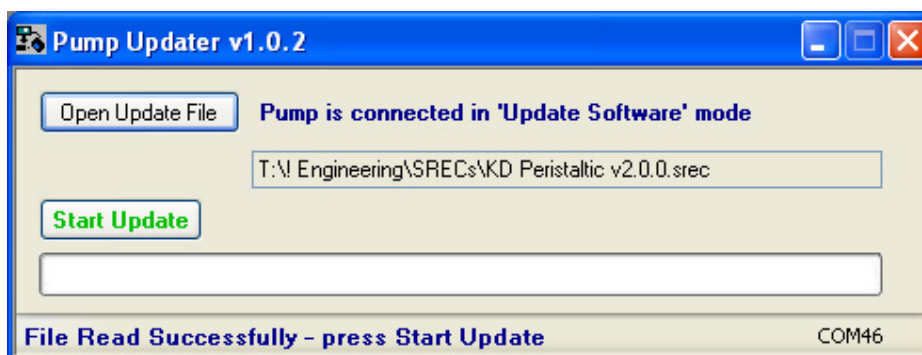 Pump Updater v1.0.2
Open Update File Pump is connected in 'Update Software' mode
T:\! Engineering\SRECs\KD Peristaltic v2.0.0.srec
Start Update
File Read Successfully - press Start Update COM46